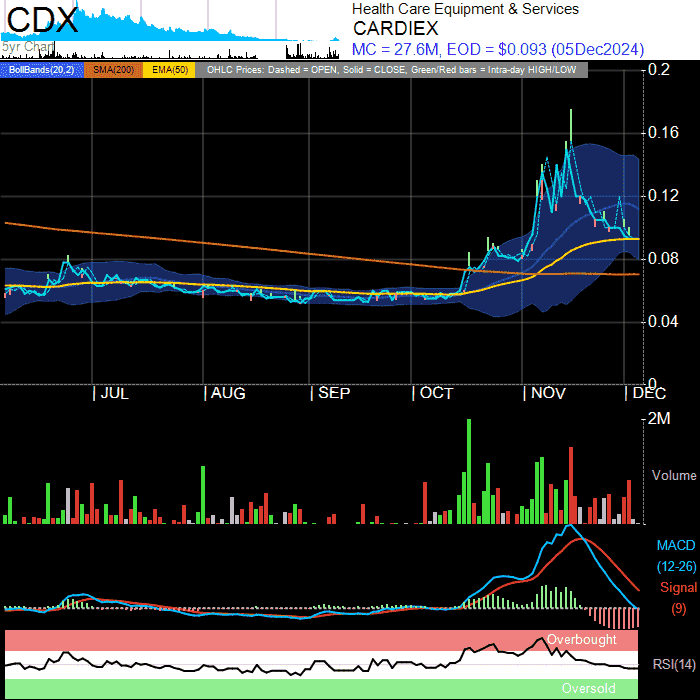 CDX
Health Care Equipment & Services
CARDIEX
5yr Chart
MC = 27.6M, EOD = $0.093 (05Dec2024)
BollBands(20,2) SMA(200) EMA(50) OHLC Prices: Dashed = OPEN, Solid = CLOSE, Green/Red bars = Intra-day HIGH/LOW
0.2
0.16
0.12
0.08
0.04
0
| JUL | AUG | SEP | OCT | NOV | DEC
2M
Volume
MACD
(12-26)
Signal
(9)
Overbought
RSI(14)
Oversold